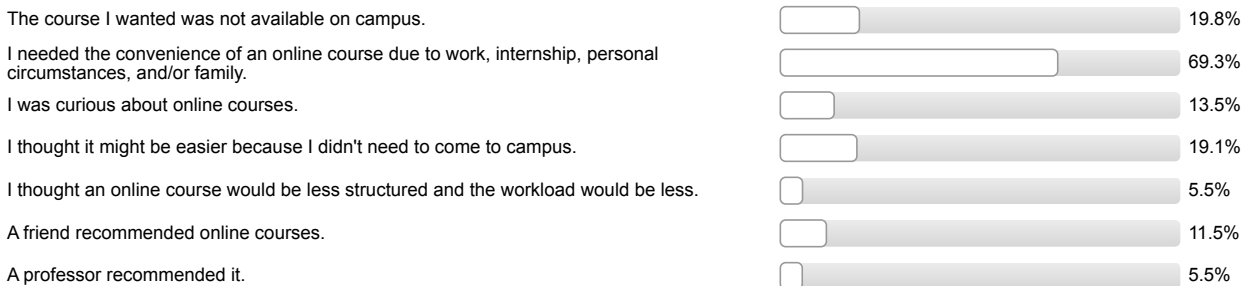 The course I wanted was not available on campus. 19.8%
I needed the convenience of an online course due to work, internship, personal
circumstances, and/or family. 69.3%
I was curious about online courses. 13.5%
I thought it might be easier because I didn't need to come to campus. 19.1%
I thought an online course would be less structured and the workload would be less. 5.5%
A friend recommended online courses. 11.5%
A professor recommended it. 5.5%